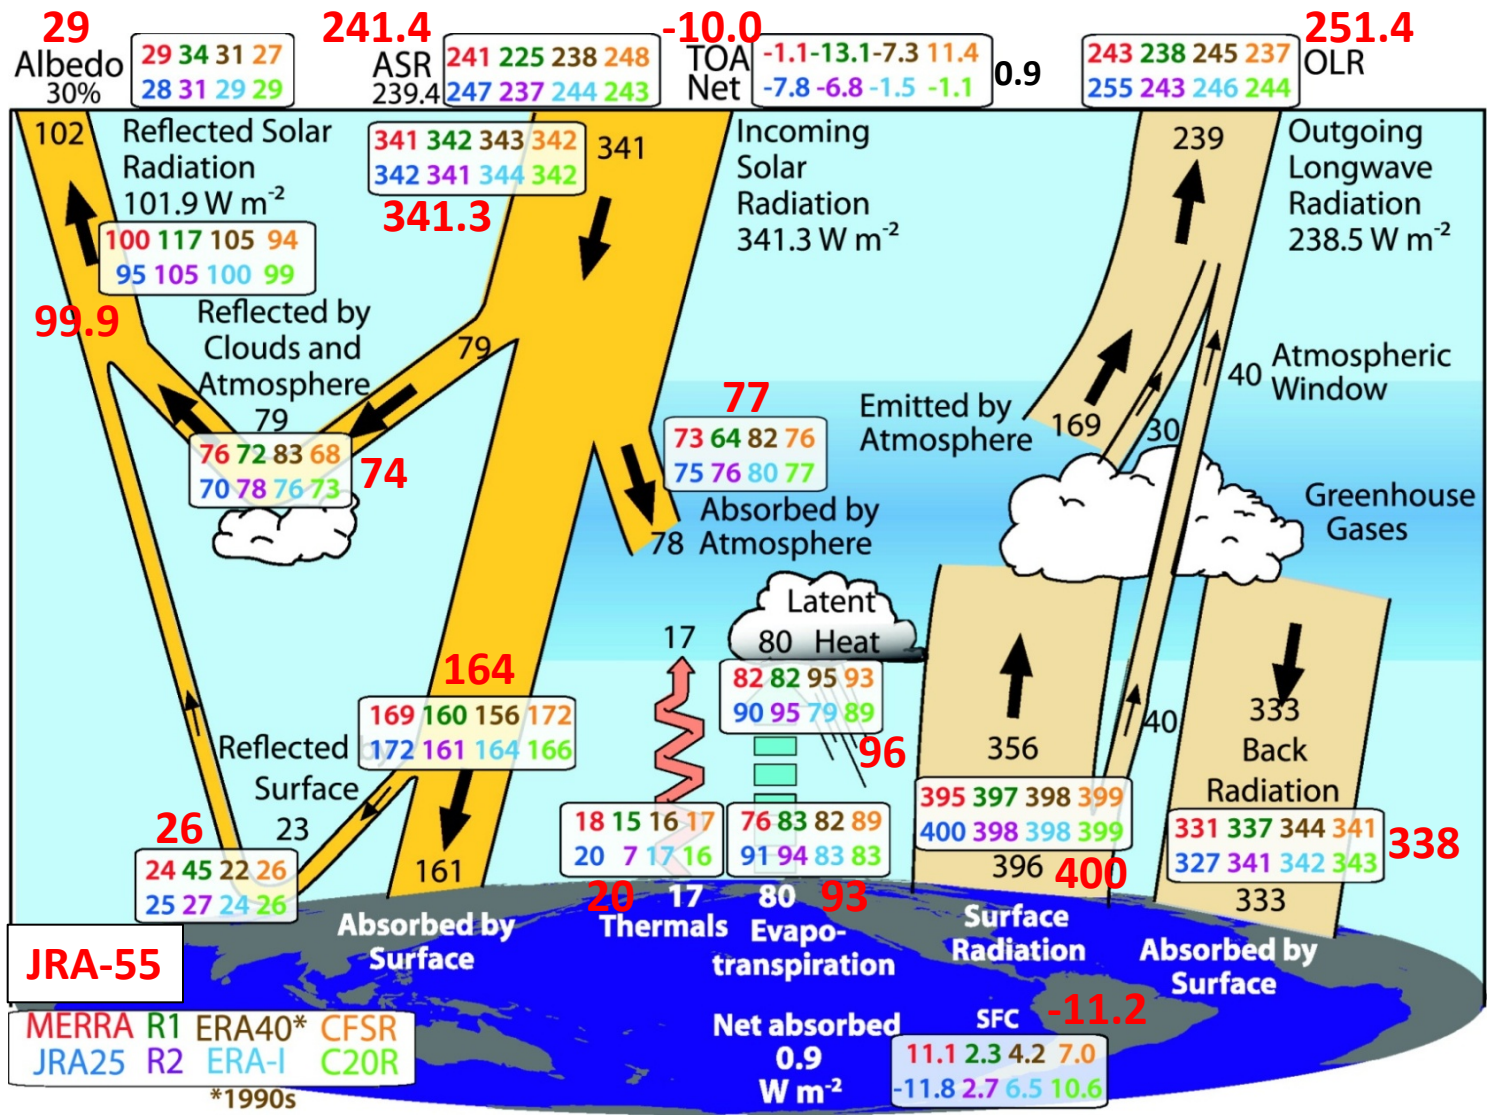 29
241.4
-10.0
251.4
Albedo
30%
29 34 31 27
28 31 29 29
ASR
239.4
241 225 238 248
247 237 244 243
TOA
Net
-1.1 -13.1 -7.3 11.4
-7.8 -6.8 -1.5 -1.1
0.9
243 238 245 237
255 243 246 244
OLR
102
Reflected Solar
Radiation
101.9 W m-2
341 342 343 342
342 341 344 342
341.3
341
Incoming
Solar
Radiation
341.3 W m-2
239
Outgoing
Longwave
Radiation
238.5 W m-2
100 117 105 94
95 105 100 99
99.9
Reflected by
Clouds and
Atmosphere
79
79
76 72 83 68
70 78 76 73
74
77
73 64 82 76
75 76 80 77
Absorbed by
Atmosphere
78
Emitted by
Atmosphere
169
30
40
Atmospheric
Window
Greenhouse
Gases
Latent
80 Heat
17
82 82 95 93
90 95 79 89
96
164
169 160 156 172
172 161 164 166
Reflected by
Surface
23
26
24 45 22 26
25 27 24 26
161
Absorbed by
Surface
18 15 16 17
20 7 17 16
20
17
Thermals
76 83 82 89
91 94 83 83
80
93
Evapo-
transpiration
356
40
395 397 398 399
400 398 398 399
396
400
Surface
Radiation
333
Back
Radiation
331 337 344 341
327 341 342 343
338
333
Absorbed by
Surface
JRA-55
MERRA R1 ERA40* CFSR
JRA25 R2 ERA-I C20R
*1990s
Net absorbed
0.9
W m-2
SFC
-11.2
11.1 2.3 4.2 7.0
-11.8 2.7 6.5 10.6